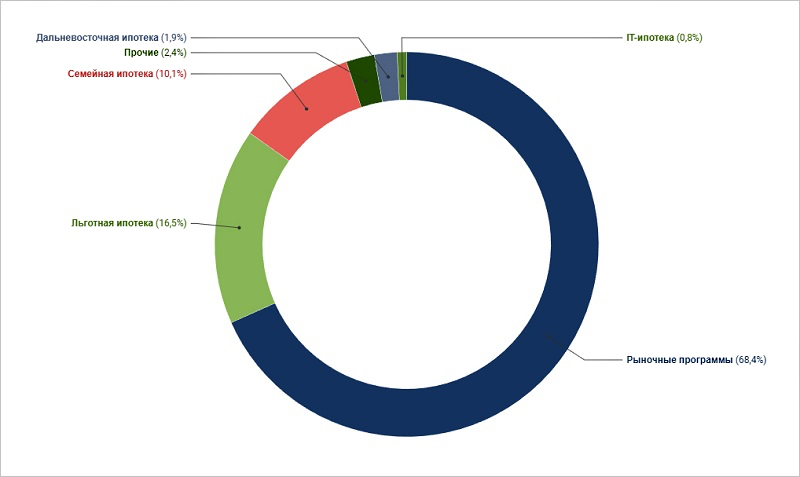 Дальневосточная ипотека (1,9%)
IT-ипотека (0,8%)
Прочие (2,4%)
Семейная ипотека (10,1%)
Льготная ипотека (16,5%)
Рыночные программы (68,4%)